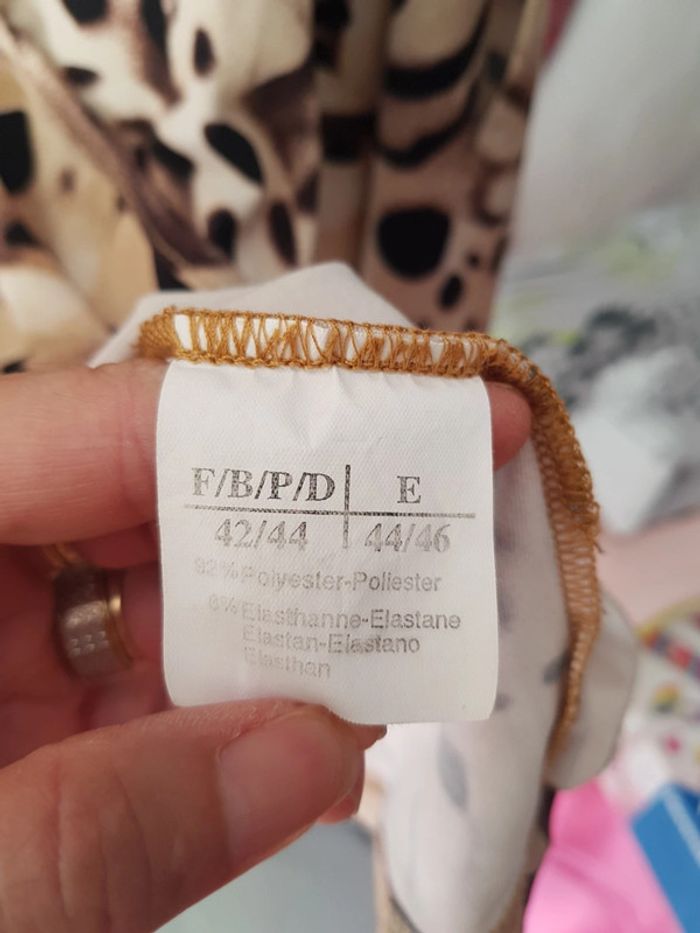 F/B/P/D E
42/44 44/46
92%Polyester-Poliester
8%Elasthanne-Elastane
Elastan-Elastano
Elasthan